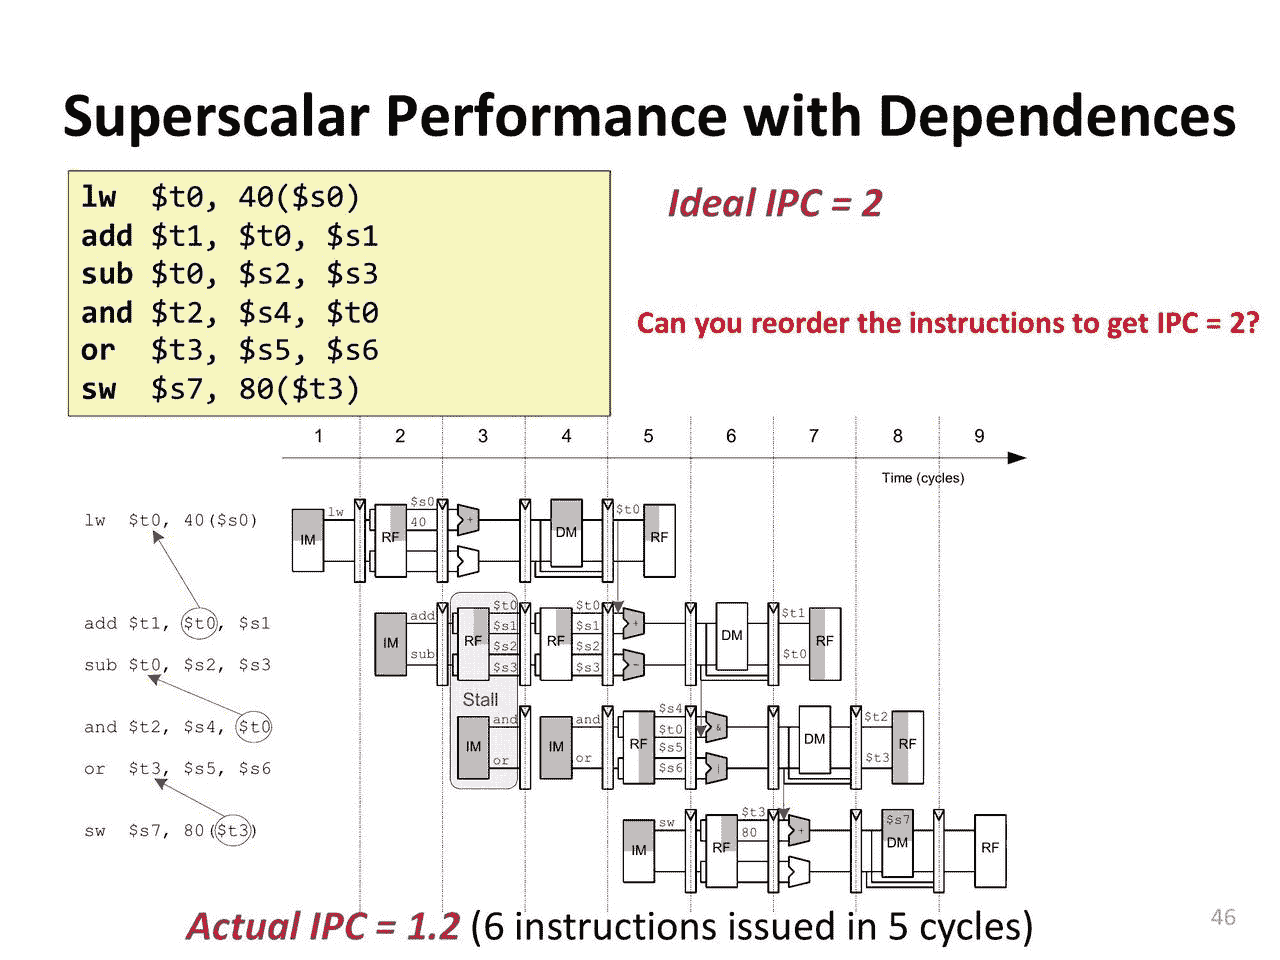 Superscalar Performance with Dependences
lw $t0, 40($s0)
add $t1, $t0, $s1
sub $t0, $s2, $s3
and $t2, $s4, $t0
or $t3, $s5, $s6
sw $s7, 80($t3)
Ideal IPC = 2
Can you reorder the instructions to get IPC = 2?
1 2 3 4 5 6 7 8 9
Time (cycles)
lw $t0, 40($s0)
IM lw RF $s0 40 + DM $t0 RF
add $t1, $t0, $s1
sub $t0, $s2, $s3
IM add sub RF $t0 $s1 $s2 $s3 RF $t0 $s1 $s2 $s3 + - DM $t1 $t0 RF
Stall
and $t2, $s4, $t0
or $t3, $s5, $s6
IM and or IM and or RF $s4 $t0 $s5 $s6 & | DM $t2 $t3 RF
sw $s7, 80($t3)
IM sw RF $t3 80 + $s7 DM RF
Actual IPC = 1.2 (6 instructions issued in 5 cycles)
46